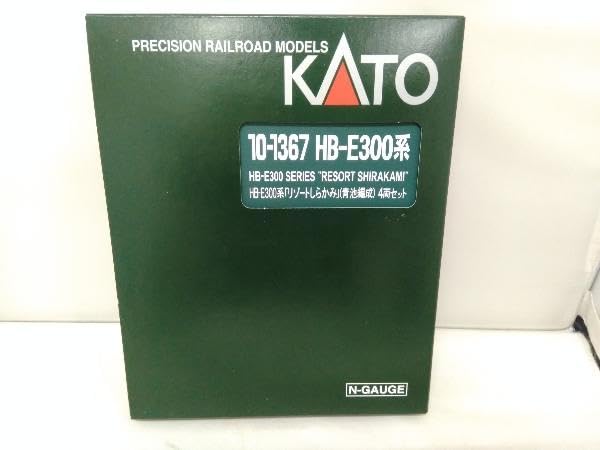 PRECISION RAILROAD MODELS
KATO
10-1367 HB-E300系
HB-E300 SERIES "RESORT SHIRAKAMI"
HB-E300系「リゾートしらかみ」(青池編成) 4両セット
N-GAUGE